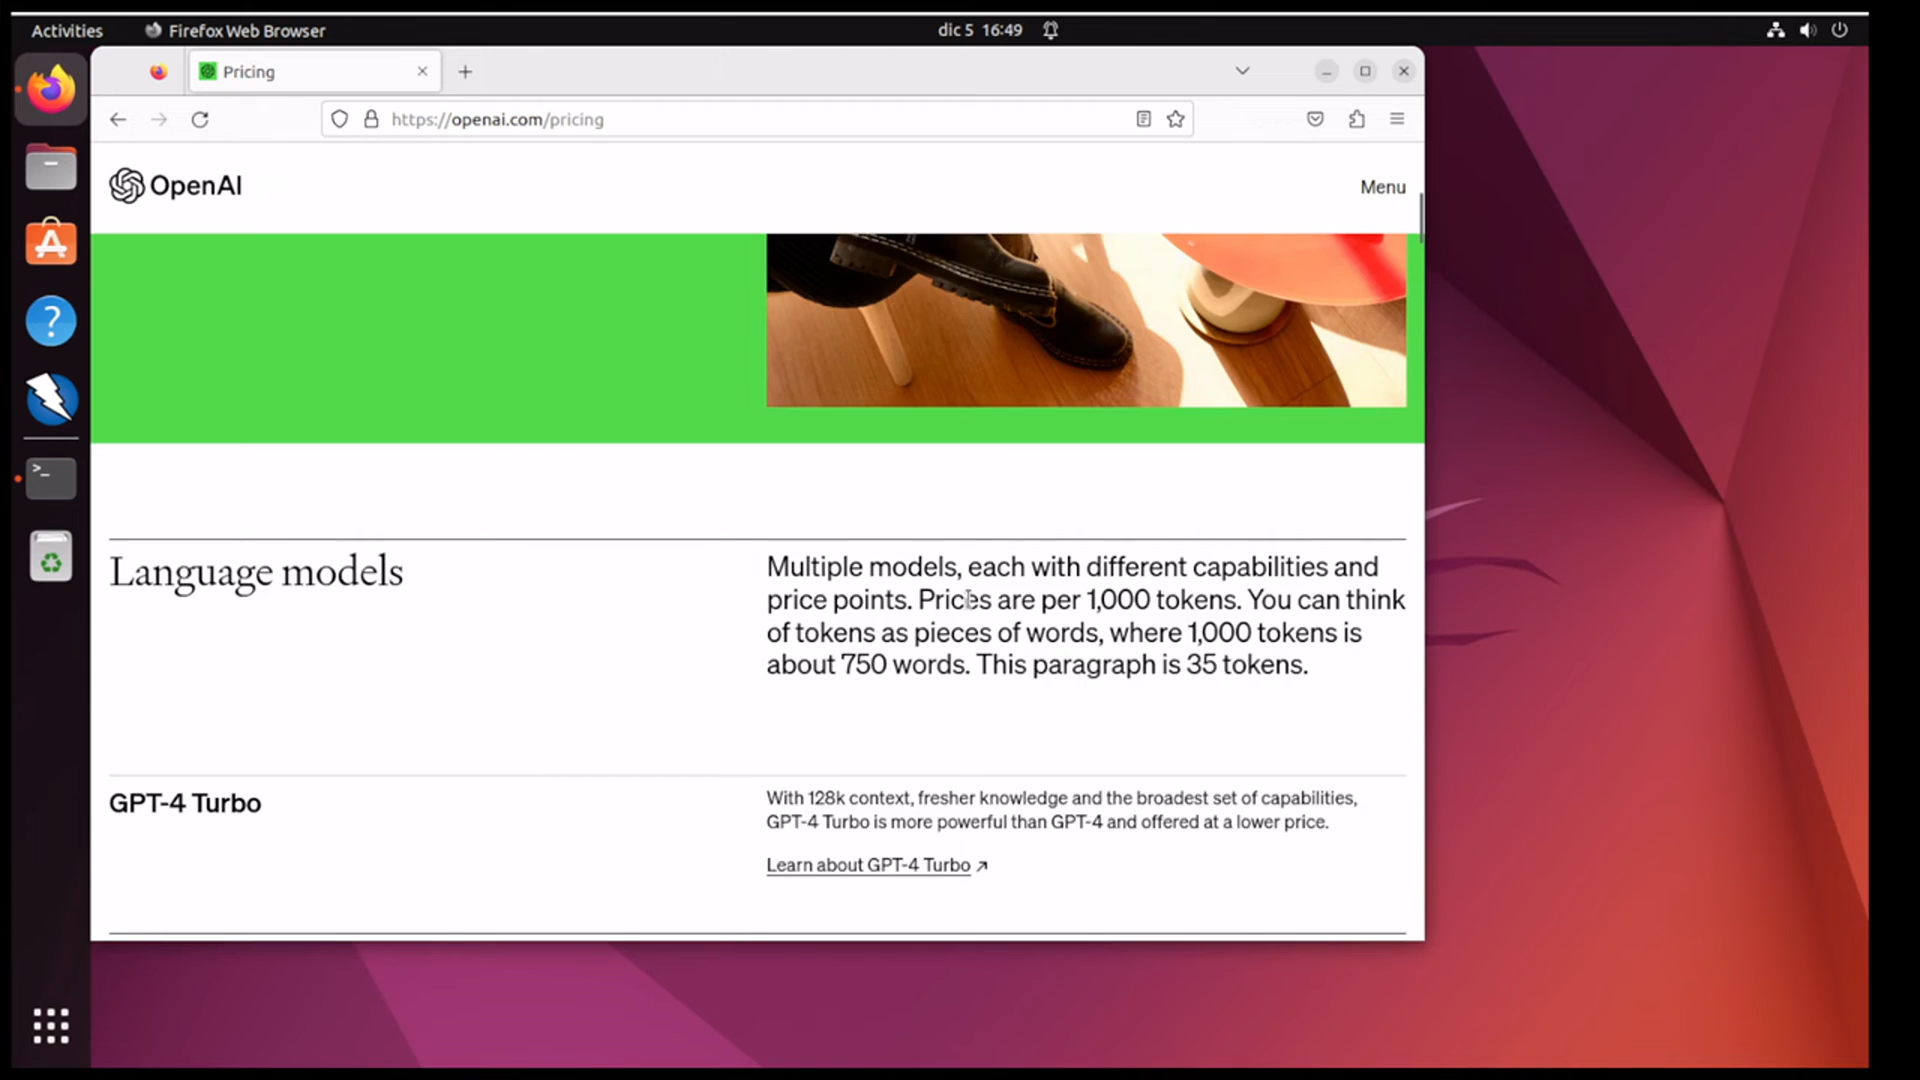 Activities
Firefox Web Browser
dic 5 16:49
Pricing
https://openai.com/pricing
OpenAI
Menu
Language models
Multiple models, each with different capabilities and
price points. Prices are per 1,000 tokens. You can think
of tokens as pieces of words, where 1,000 tokens is
about 750 words. This paragraph is 35 tokens.
GPT-4 Turbo
With 128k context, fresher knowledge and the broadest set of capabilities,
GPT-4 Turbo is more powerful than GPT-4 and offered at a lower price.
Learn about GPT-4 Turbo ↗